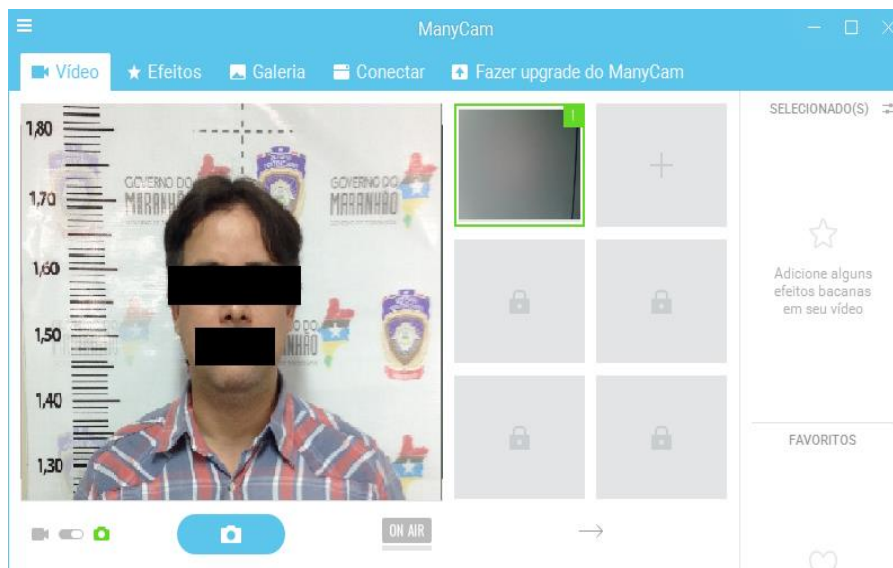 ManyCam
Vídeo
Efeitos
Galeria
Conectar
Fazer upgrade do ManyCam
SELECIONADO(S)
Adicione alguns
efeitos bacanas
em seu vídeo
FAVORITOS
ON AIR
1,80
1,70
1,60
1,50
1,40
1,30
GOVERNO DO
MARANHÃO
GOVERNO DO
MARANHÃO